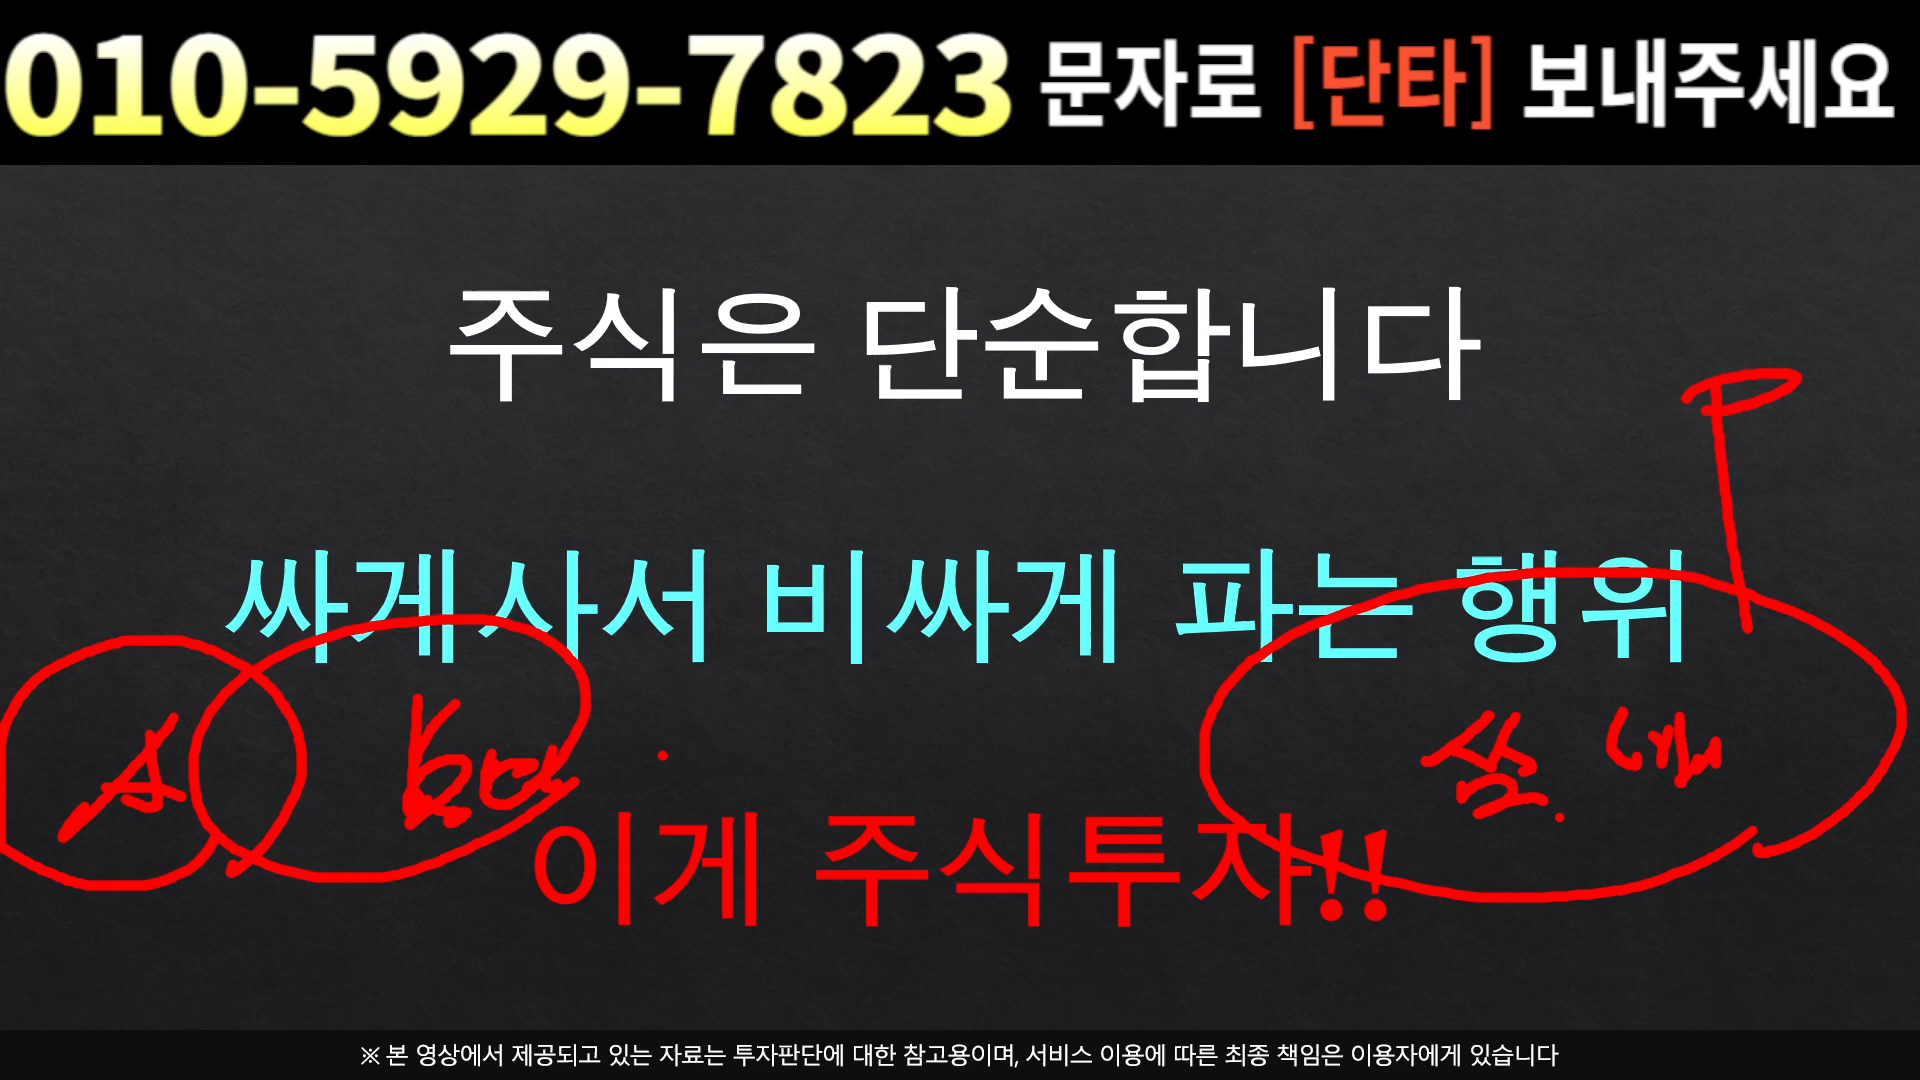 010-5929-7823 문자로 [단타] 보내주세요
주식은 단순합니다
싸게사서 비싸게 파는 행위
이게 주식투자!!
※ 본 영상에서 제공되고 있는 자료는 투자판단에 대한 참고용이며, 서비스 이용에 따른 최종 책임은 이용자에게 있습니다